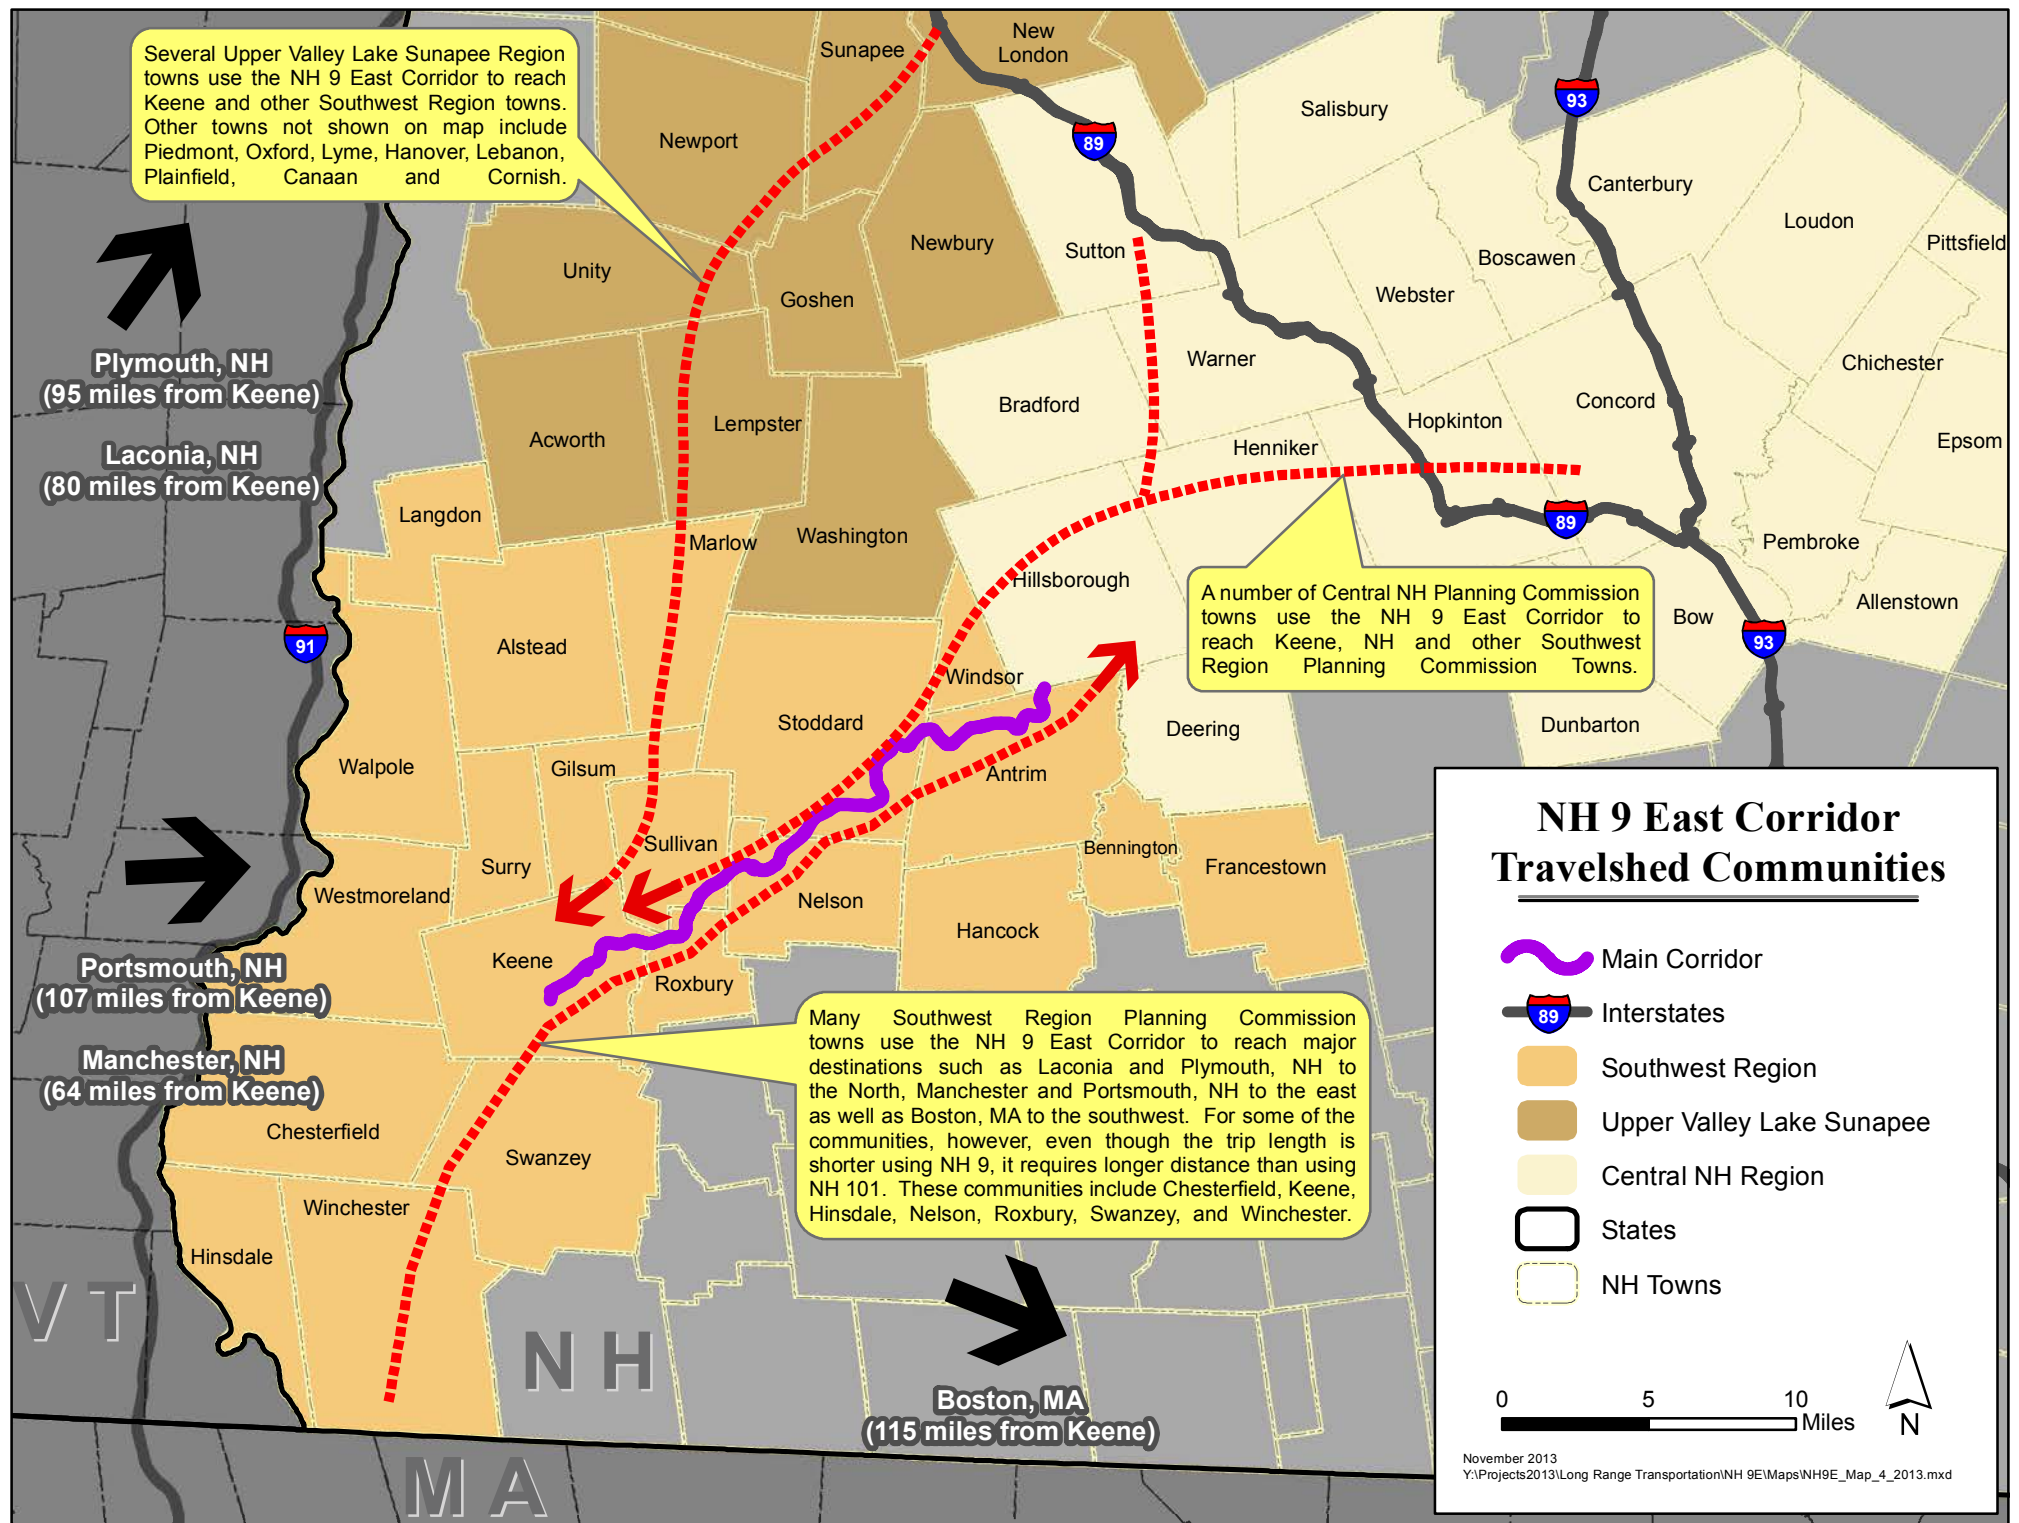 Several Upper Valley Lake Sunapee Region
towns use the NH 9 East Corridor to reach
Keene and other Southwest Region towns.
Other towns not shown on map include
Piedmont, Oxford, Lyme, Hanover, Lebanon,
Plainfield, Canaan and Cornish.
Sunapee
New
London
Newport
Salisbury
93
89
Canterbury
Loudon
Pittsfield
Unity
Goshen
Newbury
Sutton
Boscawen
Webster
Plymouth, NH
(95 miles from Keene)
Warner
Chichester
Laconia, NH
(80 miles from Keene)
Acworth
Lempster
Bradford
Henniker
Hopkinton
Concord
Epsom
Langdon
Marlow
Washington
89
Pembroke
Hillsborough
Allenstown
A number of Central NH Planning Commission
towns use the NH 9 East Corridor to
reach Keene, NH and other Southwest
Region Planning Commission Towns.
Bow
93
91
Alstead
Windsor
Stoddard
Deering
Dunbarton
Walpole
Gilsum
Antrim
Sullivan
Surry
Bennington
Francestown
Westmoreland
Nelson
Hancock
Keene
Roxbury
Portsmouth, NH
(107 miles from Keene)
Manchester, NH
(64 miles from Keene)
Many Southwest Region Planning Commission
towns use the NH 9 East Corridor to reach major
destinations such as Laconia and Plymouth, NH to
the North, Manchester and Portsmouth, NH to the east
as well as Boston, MA to the southwest. For some of the
communities, however, even though the trip length is
shorter using NH 9, it requires longer distance than using
NH 101. These communities include Chesterfield, Keene,
Hinsdale, Nelson, Roxbury, Swanzey, and Winchester.
Chesterfield
Swanzey
Winchester
Hinsdale
VT
NH
MA
Boston, MA
(115 miles from Keene)
NH 9 East Corridor
Travelshed Communities
Main Corridor
89 Interstates
Southwest Region
Upper Valley Lake Sunapee
Central NH Region
States
NH Towns
0 5 10
Miles
N
November 2013
Y:\Projects2013\Long Range Transportation\NH 9E\Maps\NH9E_Map_4_2013.mxd